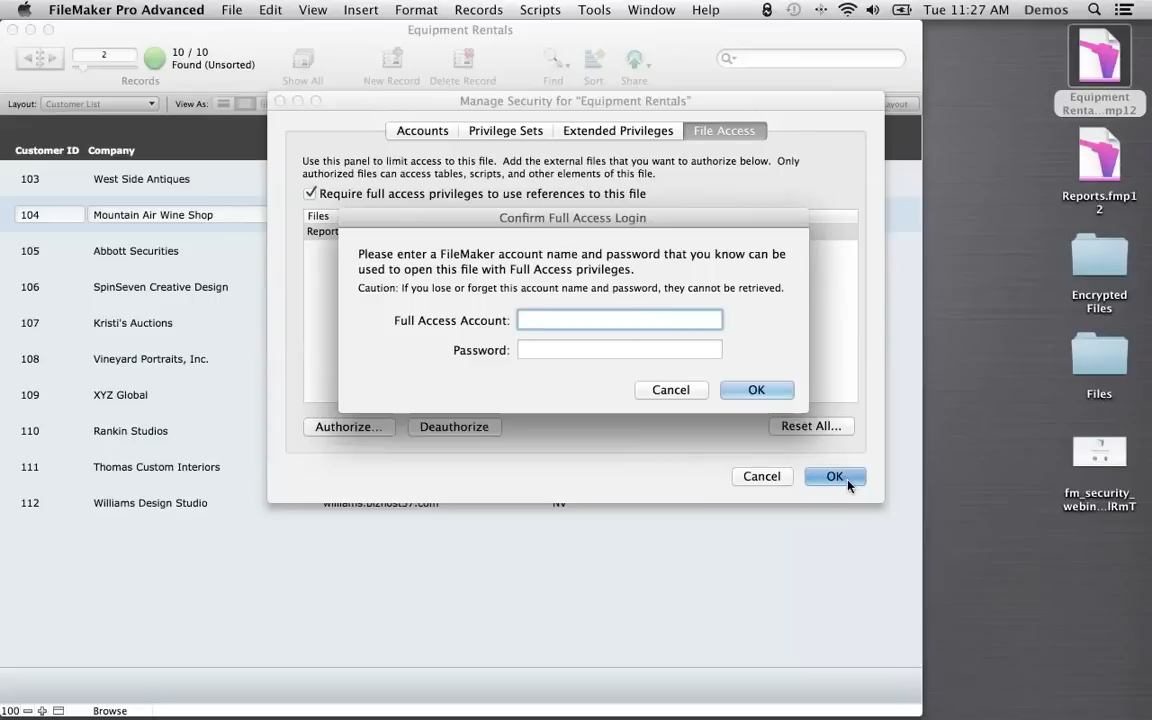 FileMaker Pro Advanced File Edit View Insert Format Records Scripts Tools Window Help Tue 11:27 AM Demos
Equipment Rentals
2
10 / 10
Found (Unsorted)
Records
Show All
New Record
Delete Record
Find
Sort
Share
Layout: Customer List
View As:
Customer ID Company
103 West Side Antiques
104 Mountain Air Wine Shop
105 Abbott Securities
106 SpinSeven Creative Design
107 Kristi's Auctions
108 Vineyard Portraits, Inc.
109 XYZ Global
110 Rankin Studios
111 Thomas Custom Interiors
112 Williams Design Studio
NV
100
Browse
Manage Security for "Equipment Rentals"
Accounts Privilege Sets Extended Privileges File Access
Use this panel to limit access to this file. Add the external files that you want to authorize below. Only
authorized files can access tables, scripts, and other elements of this file.
Require full access privileges to use references to this file
Files
Report
Confirm Full Access Login
Please enter a FileMaker account name and password that you know can be
used to open this file with Full Access privileges.
Caution: If you lose or forget this account name and password, they cannot be retrieved.
Full Access Account:
Password:
Cancel OK
Authorize... Deauthorize Reset All...
Cancel OK
Equipment
Renta...mp12
Reports.fmp1
2
Encrypted
Files
Files
fm_security_
webin...lRmT